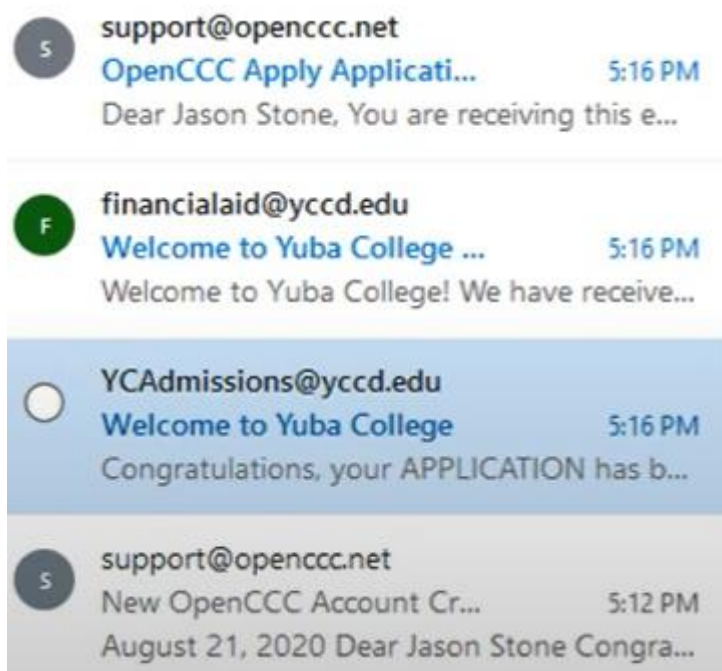 S
support@openccc.net
OpenCCC Apply Applicati... 5:16 PM
Dear Jason Stone, You are receiving this e...
F
financialaid@yccd.edu
Welcome to Yuba College ... 5:16 PM
Welcome to Yuba College! We have receive...
YCAdmissions@yccd.edu
Welcome to Yuba College 5:16 PM
Congratulations, your APPLICATION has b...
S
support@openccc.net
New OpenCCC Account Cr... 5:12 PM
August 21, 2020 Dear Jason Stone Congra...